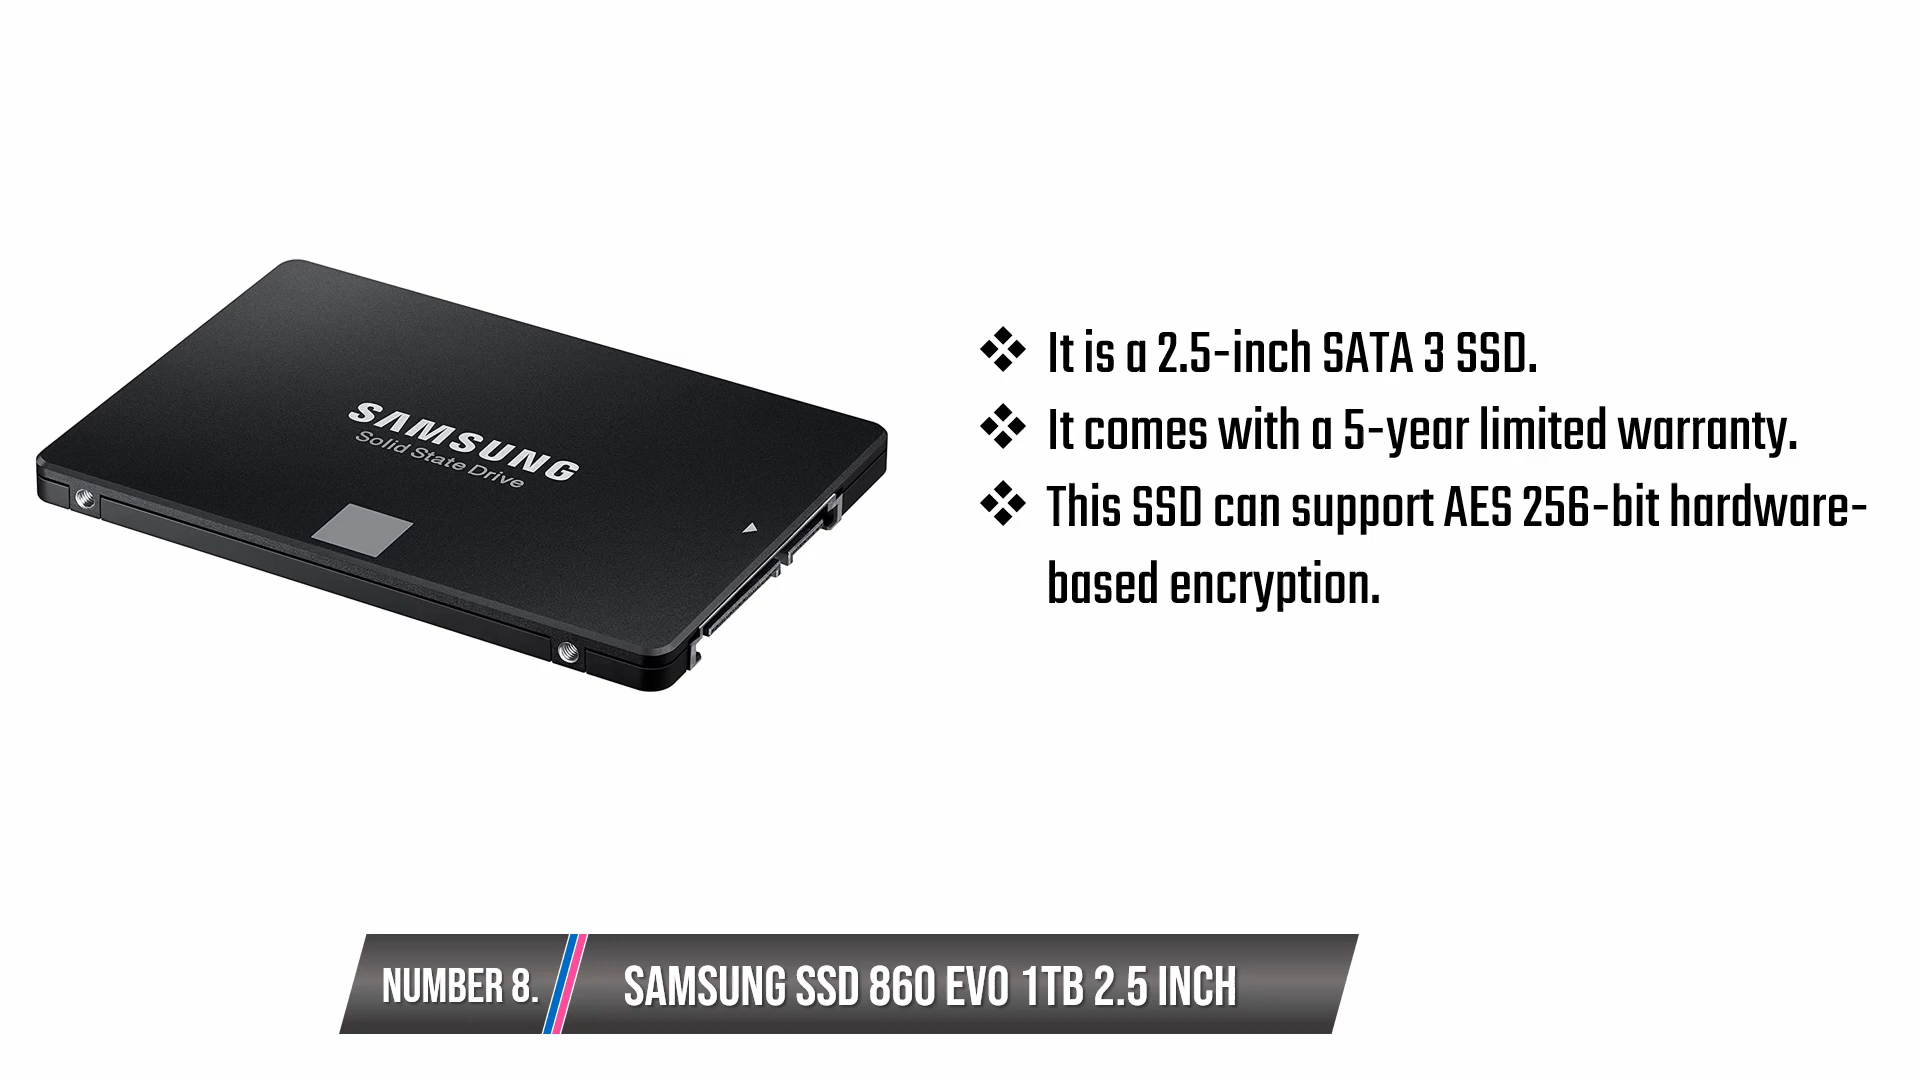 SAMSUNG
Solid State Drive
❖ It is a 2.5-inch SATA 3 SSD.
❖ It comes with a 5-year limited warranty.
❖ This SSD can support AES 256-bit hardware-
based encryption.
NUMBER 8. SAMSUNG SSD 860 EVO 1TB 2.5 INCH